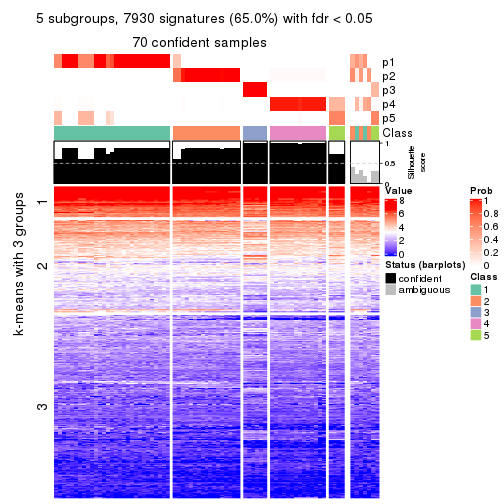 5 subgroups, 7930 signatures (65.0%) with fdr < 0.05
70 confident samples
p1
p2
p3
p4
p5
Class
1
0.5
0
Silhouette
score
k-means with 3 groups
1
2
3
Value
8
6
4
2
0
Status (barplots)
confident
ambiguous
Prob
1
0.8
0.6
0.4
0.2
0
Class
1
2
3
4
5